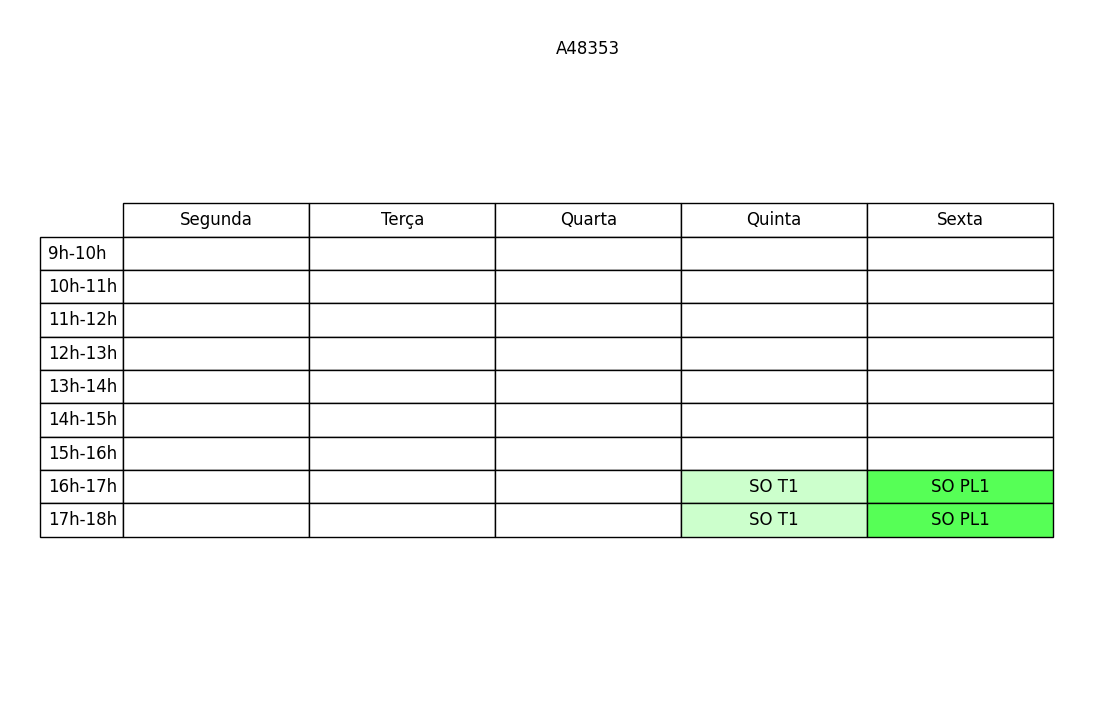 A48353
Segunda Terça Quarta Quinta Sexta
9h-10h
10h-11h
11h-12h
12h-13h
13h-14h
14h-15h
15h-16h
16h-17h SO T1 SO PL1
17h-18h SO T1 SO PL1